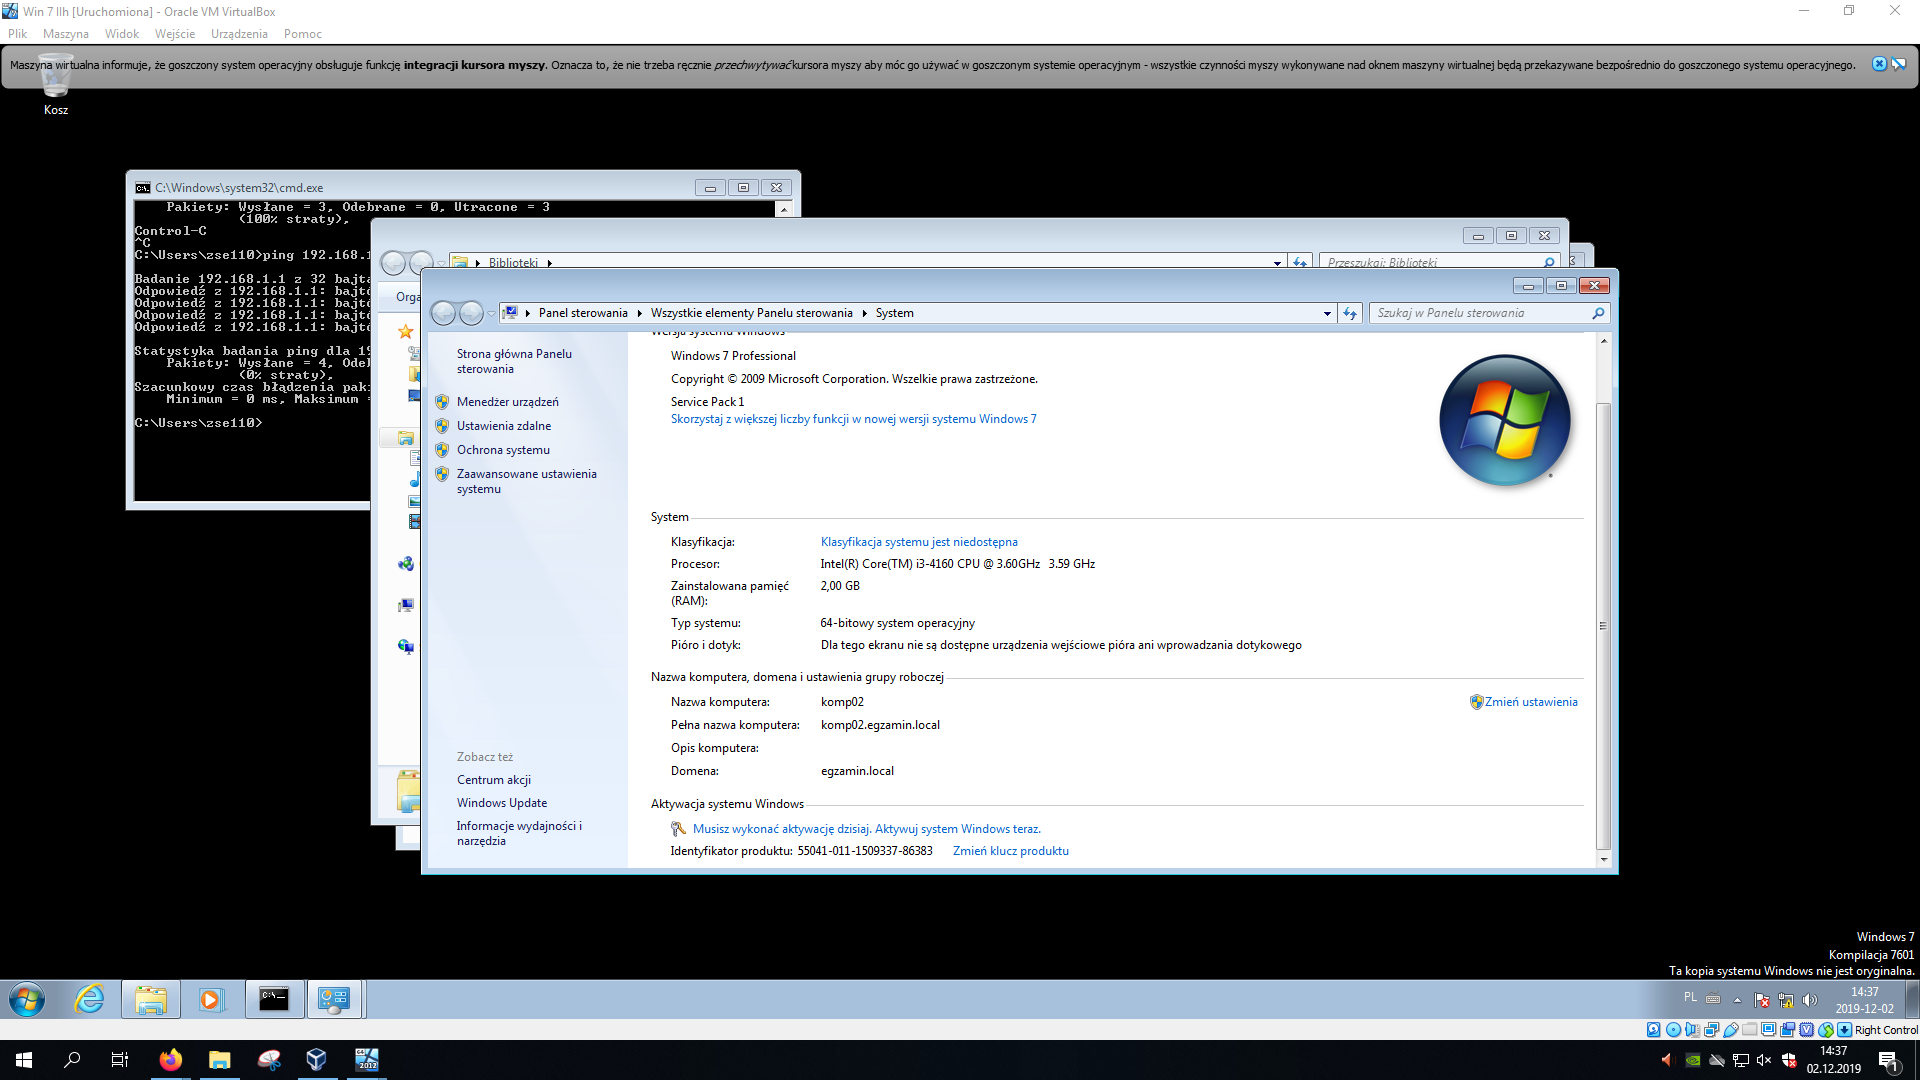 Win 7 llh [Uruchomiona] - Oracle VM VirtualBox
Plik Maszyna Widok Wejście Urządzenia Pomoc
Maszyna wirtualna informuje, że goszczony system operacyjny obsługuje funkcję integracji kursora myszy. Oznacza to, że nie trzeba ręcznie przechwytywać kursora myszy aby móc go używać w goszczonym systemie operacyjnym - wszystkie czynności myszy wykonywane nad oknem maszyny wirtualnej będą przekazywane bezpośrednio do goszczonego systemu operacyjnego.
Kosz
C:\Windows\system32\cmd.exe
Pakiety: Wysłane = 3, Odebrane = 0, Utracone = 3
(100% straty),
Control-C
^C
C:\Users\zse110>ping 192.168.1
Badanie 192.168.1.1 z 32 bajta
Odpowiedź z 192.168.1.1: bajtó
Odpowiedź z 192.168.1.1: bajtó
Odpowiedź z 192.168.1.1: bajtó
Odpowiedź z 192.168.1.1: bajtó
Statystyka badania ping dla 19
Pakiety: Wysłane = 4, Odeb
(0% straty),
Szacunkowy czas błądzenia paki
Minimum = 0 ms, Maksimum =
C:\Users\zse110>
Biblioteki
Przeszukaj: Biblioteki
Orga
Panel sterowania
Wszystkie elementy Panelu sterowania
System
Szukaj w Panelu sterowania
Strona główna Panelu
sterowania
Menedżer urządzeń
Ustawienia zdalne
Ochrona systemu
Zaawansowane ustawienia
systemu
Zobacz też
Centrum akcji
Windows Update
Informacje wydajności i
narzędzia
Wersja systemu Windows
Windows 7 Professional
Copyright © 2009 Microsoft Corporation. Wszelkie prawa zastrzeżone.
Service Pack 1
Skorzystaj z większej liczby funkcji w nowej wersji systemu Windows 7
System
Klasyfikacja: Klasyfikacja systemu jest niedostępna
Procesor: Intel(R) Core(TM) i3-4160 CPU @ 3.60GHz 3.59 GHz
Zainstalowana pamięć 2,00 GB
(RAM):
Typ systemu: 64-bitowy system operacyjny
Pióro i dotyk: Dla tego ekranu nie są dostępne urządzenia wejściowe pióra ani wprowadzania dotykowego
Nazwa komputera, domena i ustawienia grupy roboczej
Nazwa komputera: komp02
Zmień ustawienia
Pełna nazwa komputera: komp02.egzamin.local
Opis komputera:
Domena: egzamin.local
Aktywacja systemu Windows
Musisz wykonać aktywację dzisiaj. Aktywuj system Windows teraz.
Identyfikator produktu: 55041-011-1509337-86383 Zmień klucz produktu
Windows 7
Kompilacja 7601
Ta kopia systemu Windows nie jest oryginalna.
PL
14:37
2019-12-02
Right Control
14:37
02.12.2019
1
C4
2012
C:\_